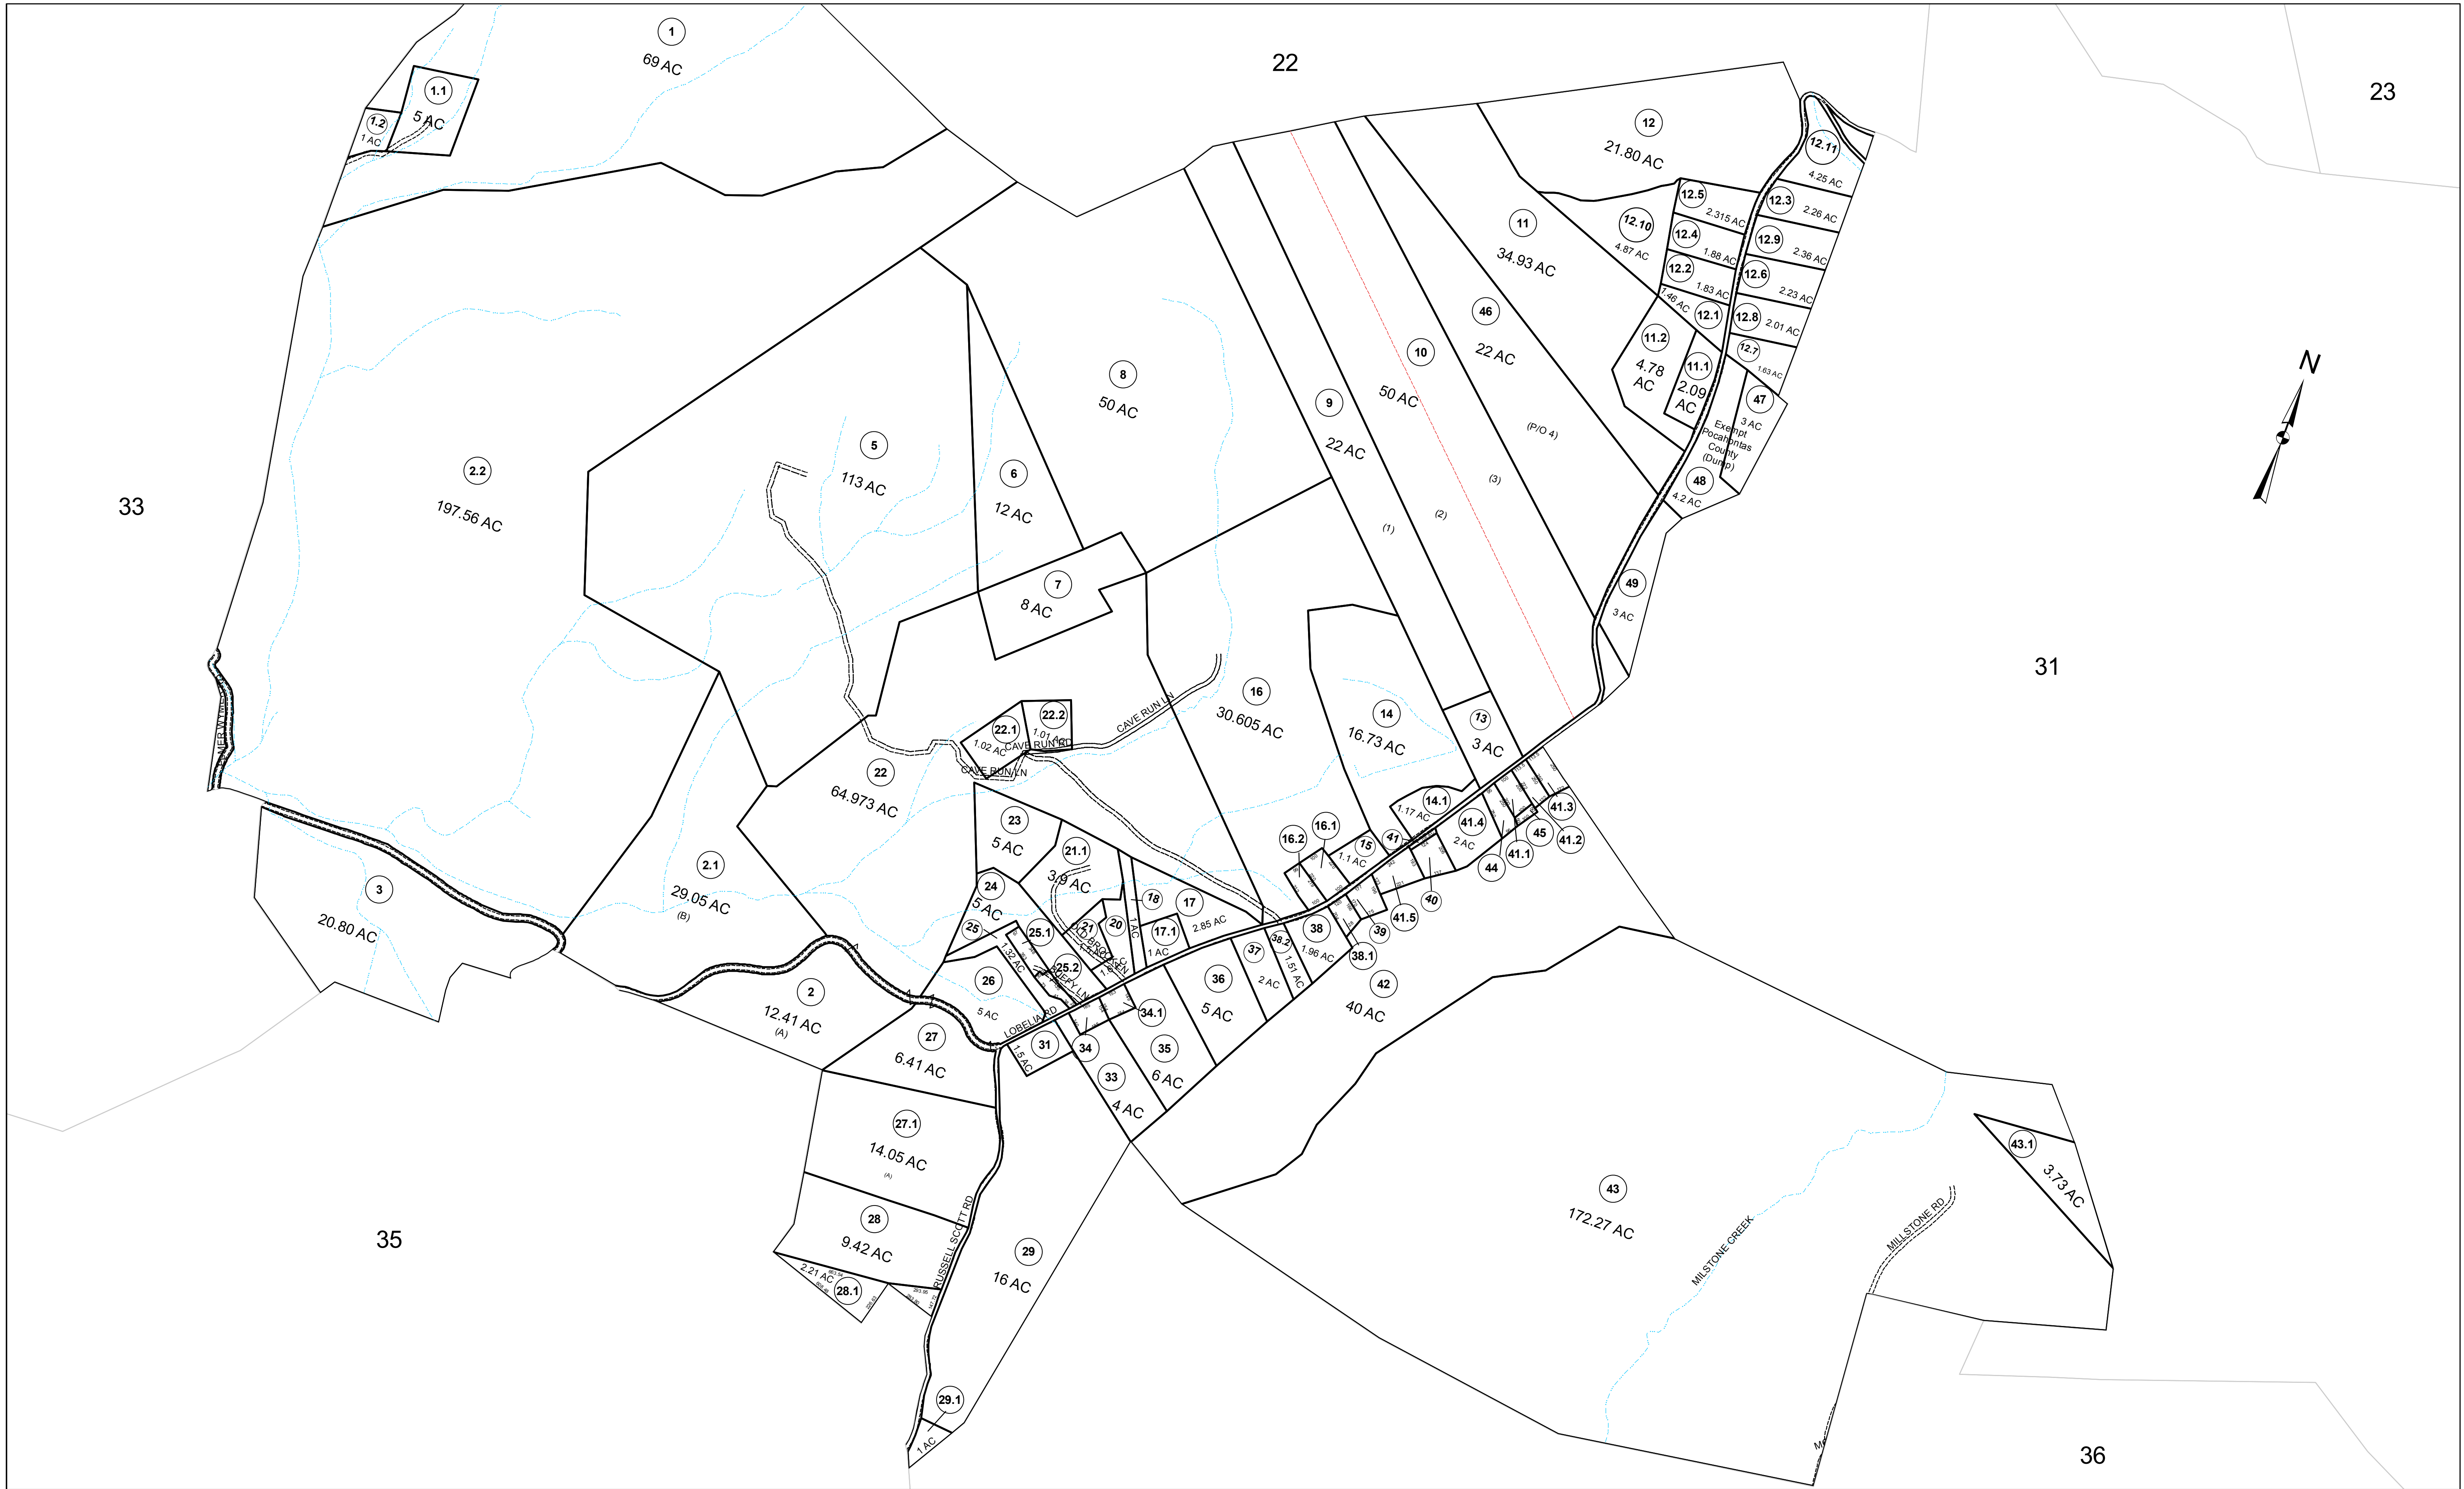 1
69 AC
22
23
1.1
5 AC
1.2
1 AC
12
21.80 AC
12.11
4.25 AC
12.5
2.315 AC
12.3
2.26 AC
11
34.93 AC
12.10
4.87 AC
12.4
1.88 AC
12.9
2.36 AC
12.2
1.83 AC
12.6
2.23 AC
1.46 AC
12.1
12.8
2.01 AC
46
22 AC
11.2
4.78
AC
11.1
2.09
AC
12.7
1.63 AC
N
10
50 AC
8
50 AC
9
22 AC
47
3 AC
Exempt
Pocahontas
County
(Dump)
(P/O 4)
5
113 AC
6
12 AC
2.2
197.56 AC
33
(3)
(2)
(1)
48
4.2 AC
7
8 AC
49
3 AC
31
16
30.605 AC
14
16.73 AC
13
3 AC
22.1
1.02 AC
22.2
1.01 AC
CAVE RUN LN
CAVE RUN RD
CAVE RUN LN
22
64.973 AC
14.1
1.17 AC
23
5 AC
21.1
3.9 AC
16.2
16.1
15
1.1 AC
41
41.4
2 AC
44
41.1
45
41.2
41.3
2.1
29.05 AC
(B)
3
20.80 AC
24
5 AC
18
1 AC
17
2.85 AC
17.1
1 AC
40
41.5
39
38.1
38
1.96 AC
38.2
1.51 AC
37
2 AC
25
1.32 AC
25.1
25.2
21
20
26
5 AC
LOBELIA RD
36
5 AC
42
40 AC
2
12.41 AC
(A)
27
6.41 AC
31
1.5 AC
34
34.1
35
6 AC
33
4 AC
27.1
14.05 AC
(A)
28
9.42 AC
2.21 AC
28.1
RUSSELL SCOTT RD
29
16 AC
29.1
1 AC
43
172.27 AC
43.1
3.73 AC
MILSTONE CREEK
MILLSTONE RD
35
36